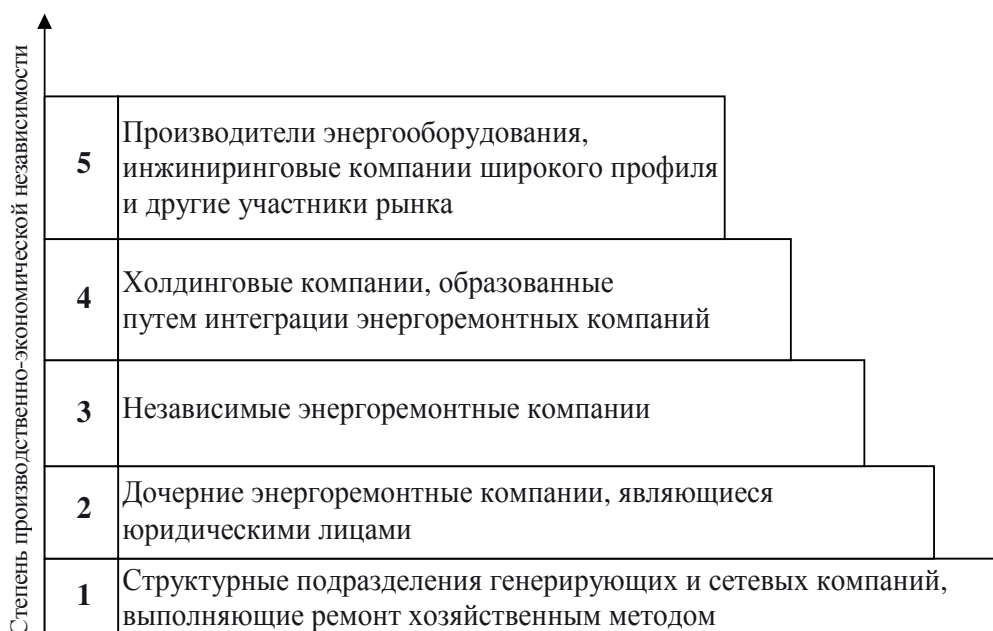 Степень производственно-экономической независимости
5
Производители энергооборудования,
инжиниринговые компании широкого профиля
и другие участники рынка
4
Холдинговые компании, образованные
путем интеграции энергоремонтных компаний
3
Независимые энергоремонтные компании
2
Дочерние энергоремонтные компании, являющиеся
юридическими лицами
1
Структурные подразделения генерирующих и сетевых компаний,
выполняющие ремонт хозяйственным методом